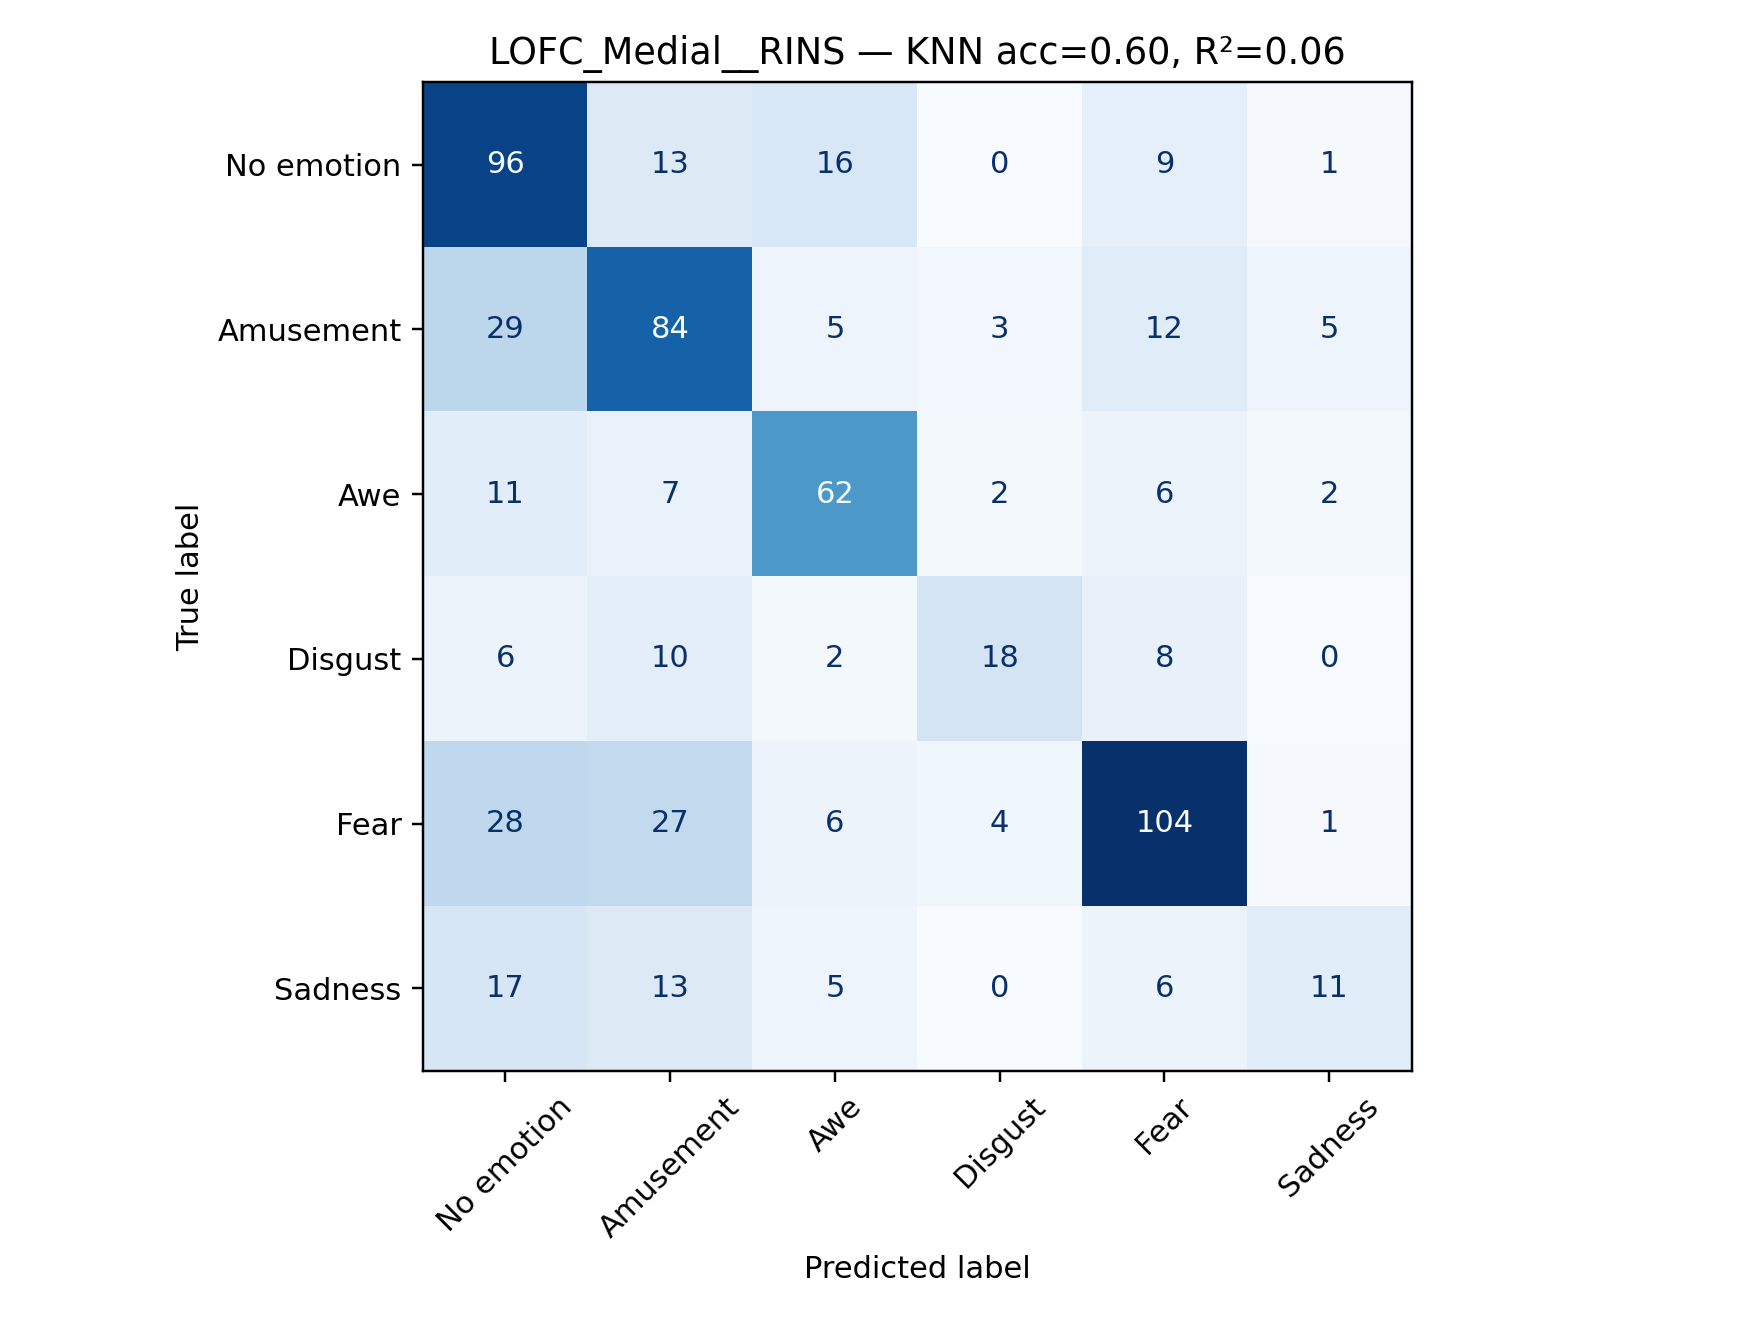 LOFC_Medial__RINS — KNN acc=0.60, R²=0.06
No emotion 96 13 16 0 9 1
Amusement 29 84 5 3 12 5
Awe 11 7 62 2 6 2
Disgust 6 10 2 18 8 0
Fear 28 27 6 4 104 1
Sadness 17 13 5 0 6 11
True label
No emotion Amusement Awe Disgust Fear Sadness
Predicted label